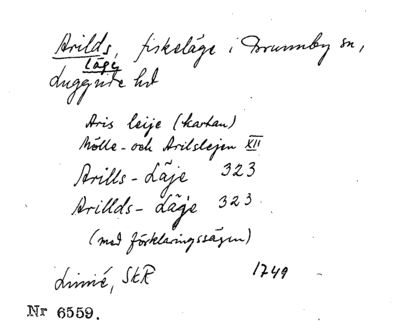 Arilds, fiskeläge i Brunnby sn,
läge
Luggude hd
Aris leije (kartan)
Mölle- och Arilslejen XII
Arills-Läje 323
Arillds-Läje 323.
(med förklaringssägen)
Linné, SkR 1749
Nr 6559.